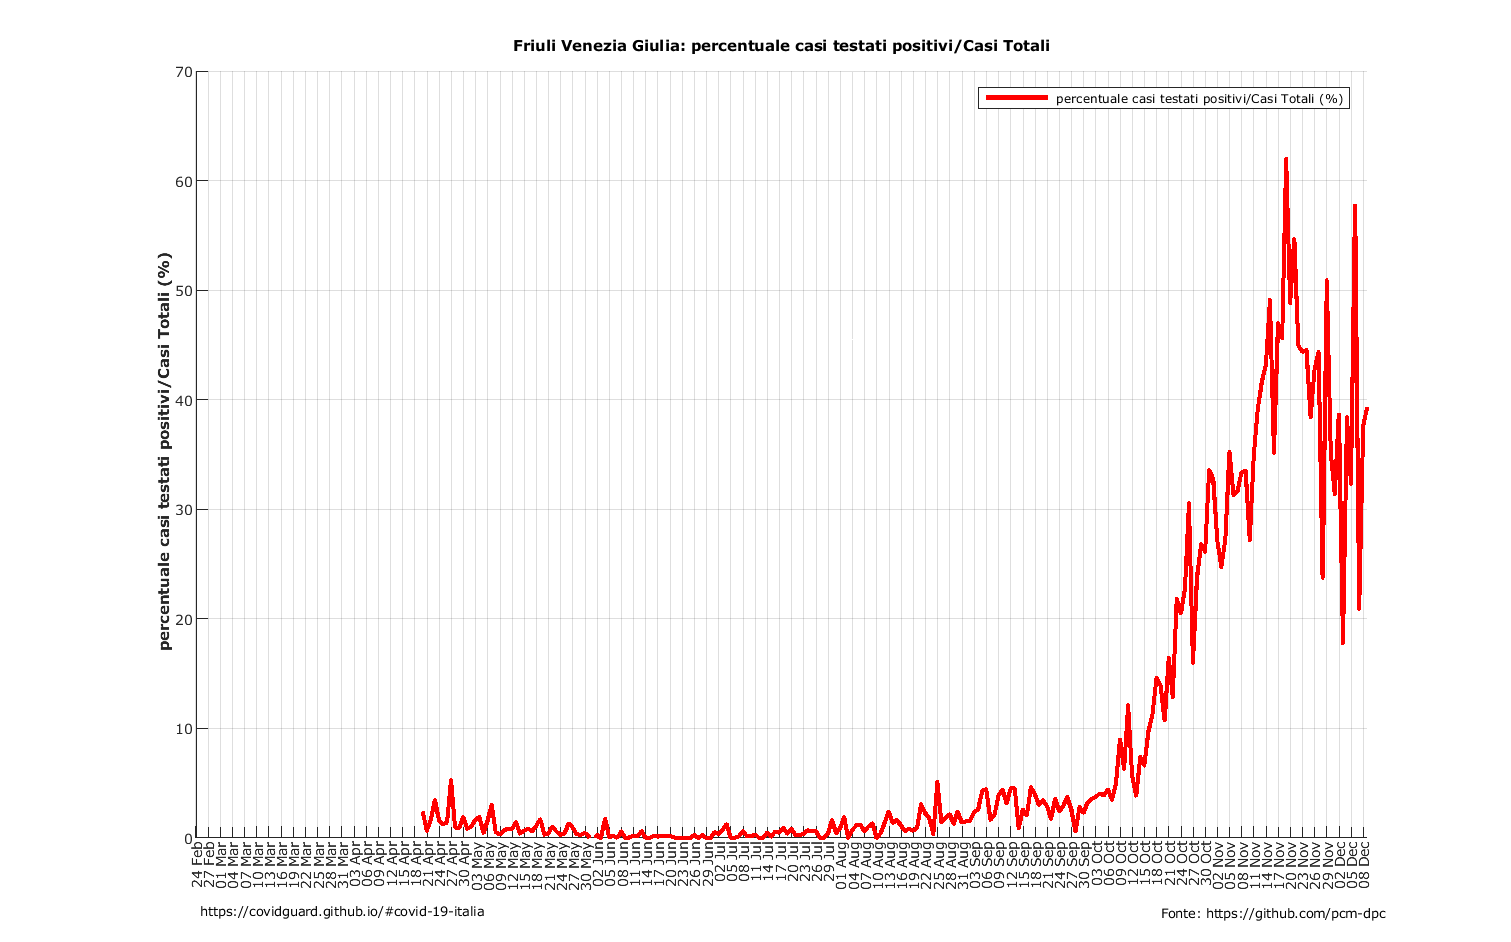 Friuli Venezia Giulia: percentuale casi testati positivi/Casi Totali
percentuale casi testati positivi/Casi Totali (%)
percentuale casi testati positivi/Casi Totali (%)
70
60
50
40
30
20
10
0
24 Feb
27 Feb
01 Mar
04 Mar
07 Mar
10 Mar
13 Mar
16 Mar
19 Mar
22 Mar
25 Mar
28 Mar
31 Mar
03 Apr
06 Apr
09 Apr
12 Apr
15 Apr
18 Apr
21 Apr
24 Apr
27 Apr
30 Apr
03 May
06 May
09 May
12 May
15 May
18 May
21 May
24 May
27 May
30 May
02 Jun
05 Jun
08 Jun
11 Jun
14 Jun
17 Jun
20 Jun
23 Jun
26 Jun
29 Jun
02 Jul
05 Jul
08 Jul
11 Jul
14 Jul
17 Jul
20 Jul
23 Jul
26 Jul
29 Jul
01 Aug
04 Aug
07 Aug
10 Aug
13 Aug
16 Aug
19 Aug
22 Aug
25 Aug
28 Aug
31 Aug
03 Sep
06 Sep
09 Sep
12 Sep
15 Sep
18 Sep
21 Sep
24 Sep
27 Sep
30 Sep
03 Oct
06 Oct
09 Oct
12 Oct
15 Oct
18 Oct
21 Oct
24 Oct
27 Oct
30 Oct
02 Nov
05 Nov
08 Nov
11 Nov
14 Nov
17 Nov
20 Nov
23 Nov
26 Nov
29 Nov
02 Dec
05 Dec
08 Dec
https://covidguard.github.io/#covid-19-italia
Fonte: https://github.com/pcm-dpc